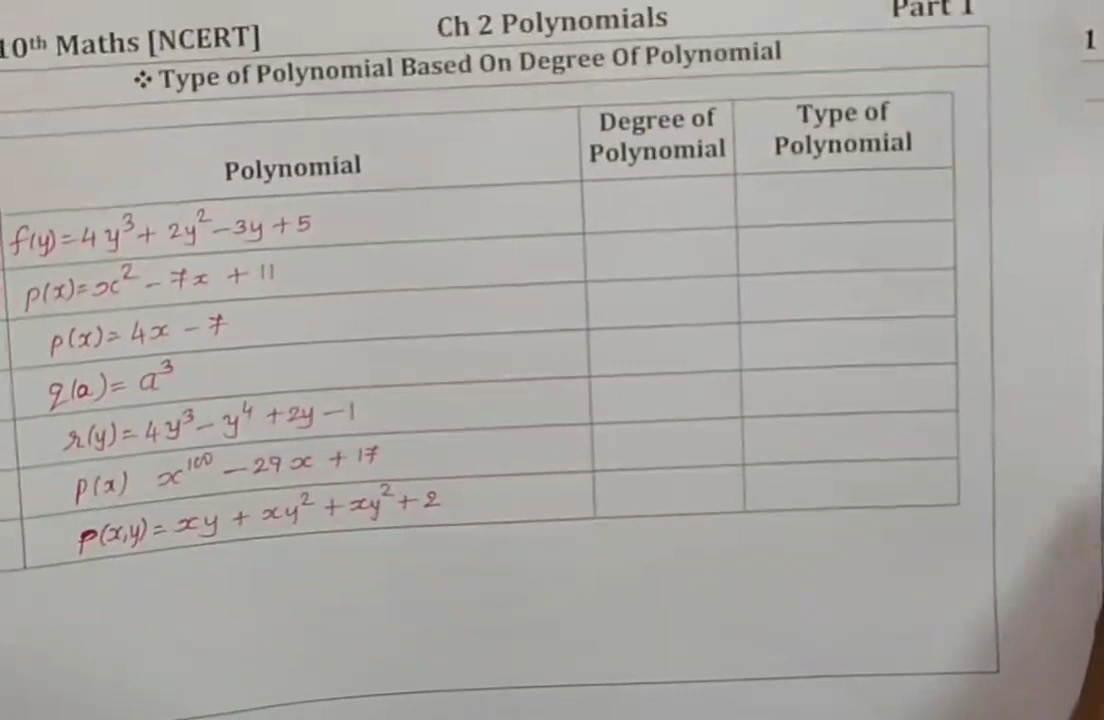 10th Maths [NCERT] Ch 2 Polynomials Part 1
❖ Type of Polynomial Based On Degree Of Polynomial
Polynomial Degree of Polynomial Type of Polynomial
f(y) = 4y³ + 2y² - 3y + 5
p(x) = x² - 7x + 11
p(x) = 4x - 7
q(a) = a³
r(y) = 4y³ - y⁴ + 2y - 1
p(x) x¹⁰⁰ - 29x + 17
p(x,y) = xy + xy² + xy² + 2
1